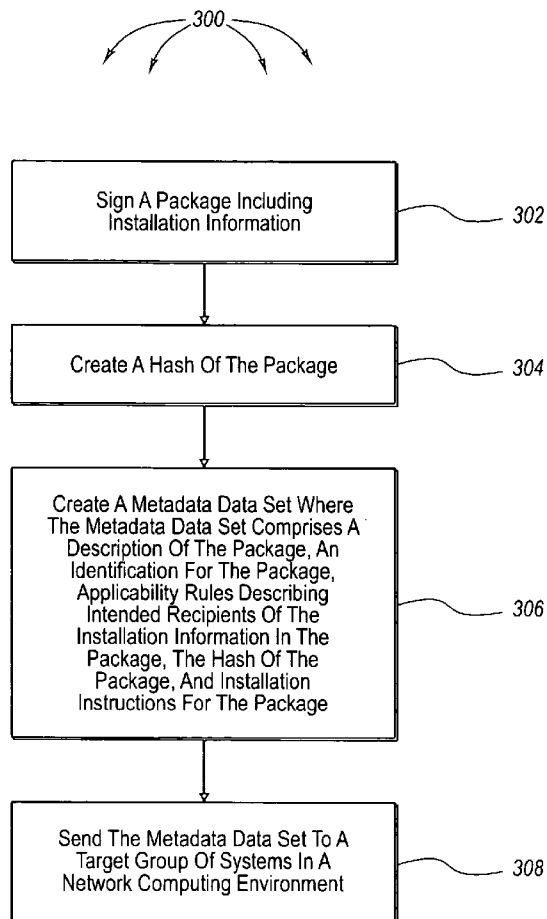 300
Sign A Package Including
Installation Information
302
Create A Hash Of The Package
304
Create A Metadata Data Set Where
The Metadata Data Set Comprises A
Description Of The Package, An
Identification For The Package,
Applicability Rules Describing
Intended Recipients Of The
Installation Information In The
Package, The Hash Of The
Package, And Installation
Instructions For The Package
306
Send The Metadata Data Set To A
Target Group Of Systems In A
Network Computing Environment
308